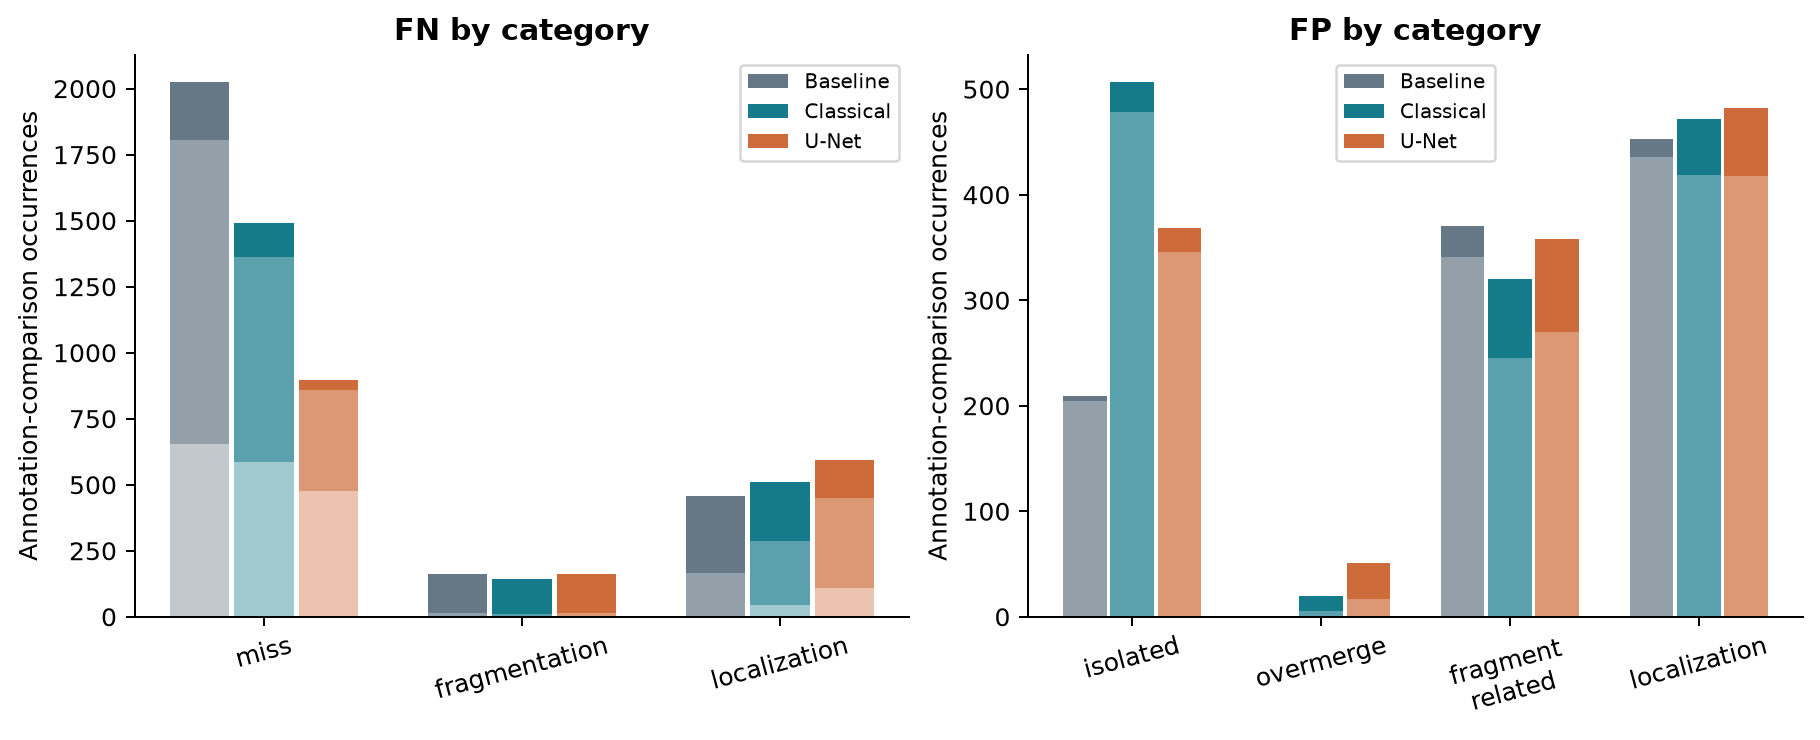 FN by category
Annotation-comparison occurrences
2000
1750
1500
1250
1000
750
500
250
0
miss
fragmentation
localization
Baseline
Classical
U-Net
FP by category
Annotation-comparison occurrences
500
400
300
200
100
0
isolated
overmerge
fragment
related
localization
Baseline
Classical
U-Net